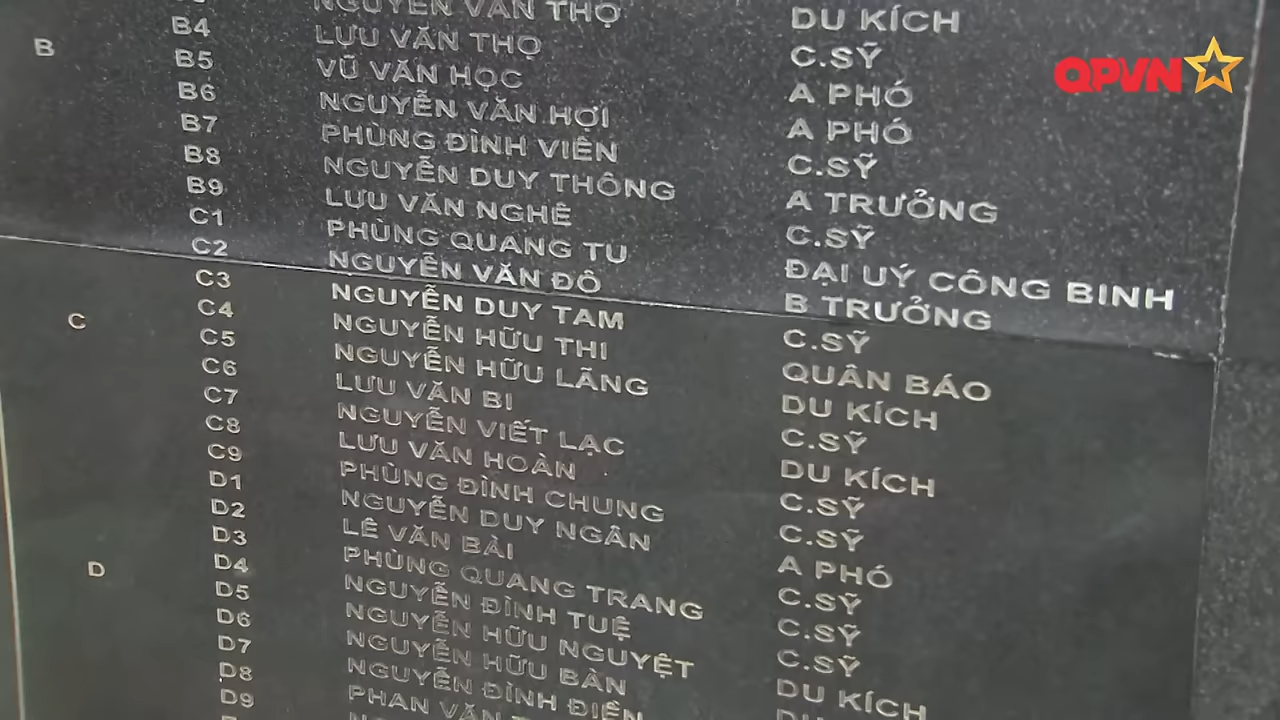 NGUYỄN VĂN THỌ DU KÍCH
B B4 LƯU VĂN THỌ C.SỸ
B5 VŨ VĂN HỌC A PHÓ
B6 NGUYỄN VĂN HỢI A PHÓ
B7 PHÙNG ĐÌNH VIÊN C.SỸ
B8 NGUYỄN DUY THÔNG A TRƯỞNG
B9 LƯU VĂN NGHÊ C.SỸ
C1 PHÙNG QUANG TU ĐẠI UÝ CÔNG BINH
C2 NGUYỄN VĂN ĐÔ B TRƯỞNG
C3 NGUYỄN DUY TAM C.SỸ
C C4 NGUYỄN HỮU THI QUÂN BÁO
C5 NGUYỄN HỮU LÃNG DU KÍCH
C6 LƯU VĂN BI C.SỸ
C7 NGUYỄN VIẾT LẠC DU KÍCH
C8 LƯU VĂN HOÀN C.SỸ
C9 PHÙNG ĐÌNH CHUNG C.SỸ
D1 NGUYỄN DUY NGÂN A PHÓ
D2 LÊ VĂN BÀI C.SỸ
D3 PHÙNG QUANG TRANG C.SỸ
D D4 NGUYỄN ĐÌNH TUỆ C.SỸ
D5 NGUYỄN HỮU NGUYỆT DU KÍCH
D6 NGUYỄN HỮU BÀN
D7 NGUYỄN ĐÌNH ĐIỀN
D8 PHAN VĂN
D9
QPVN